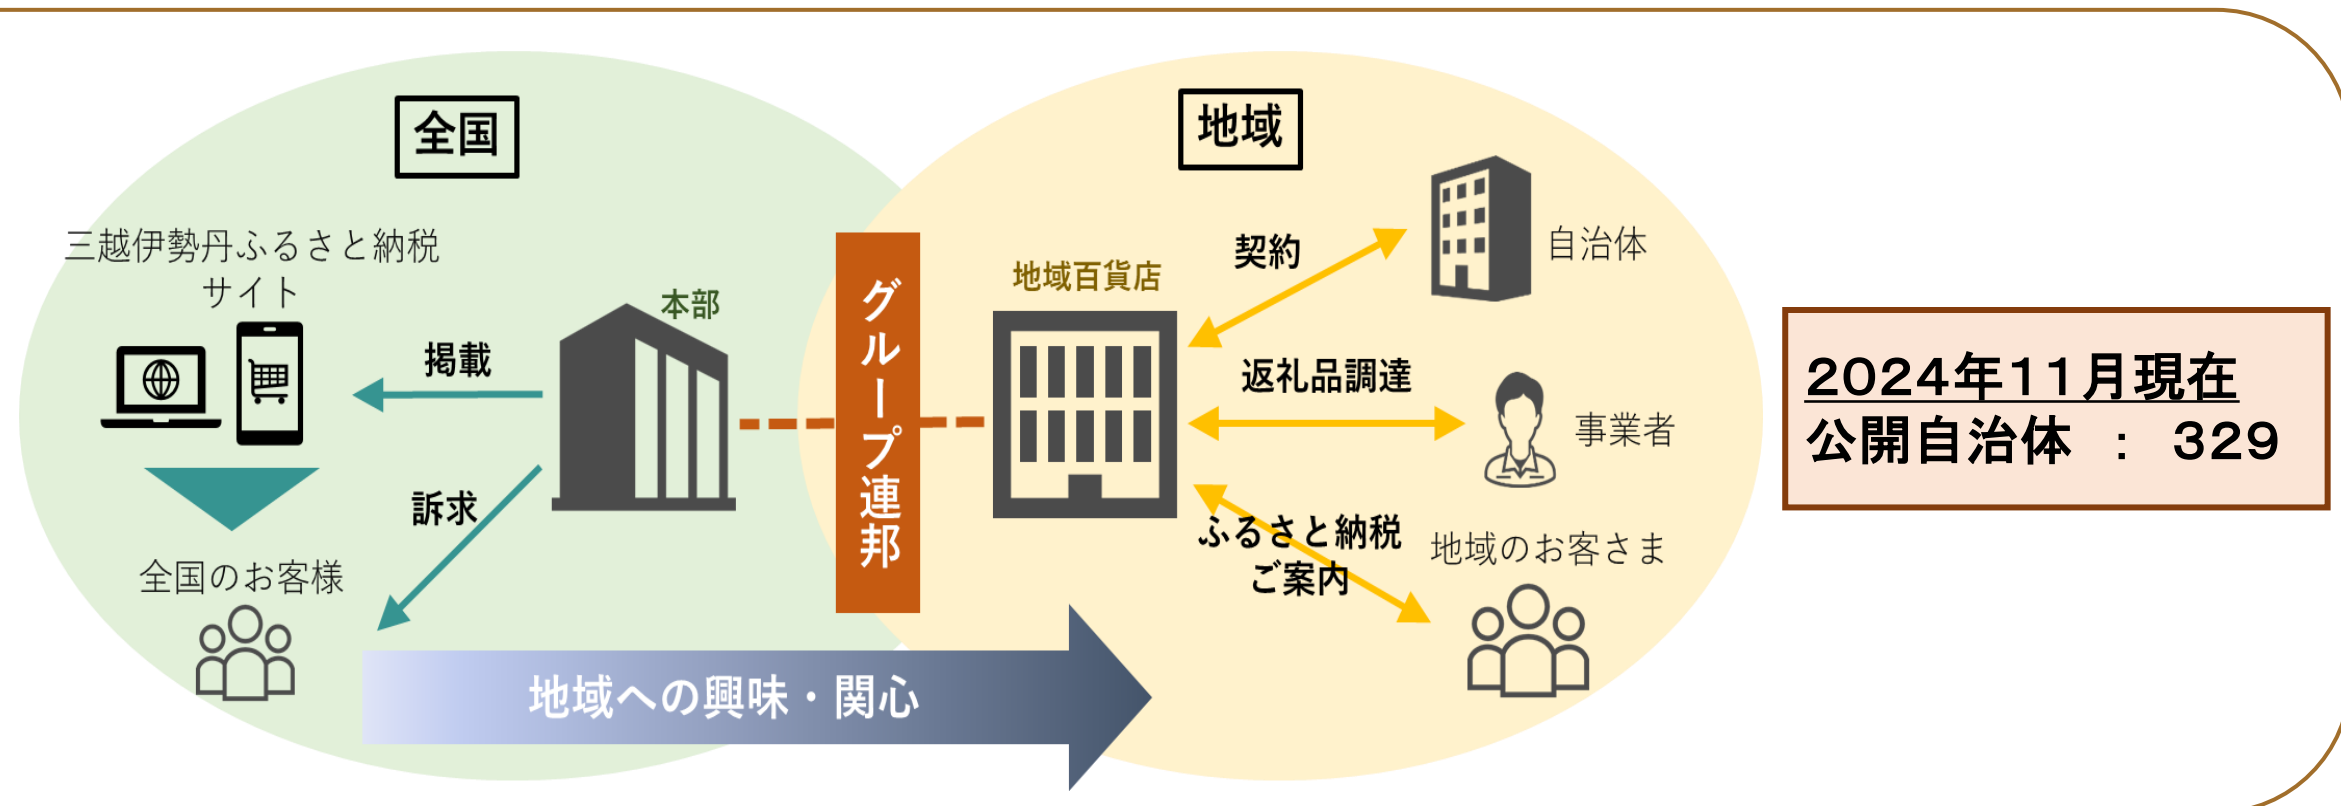 全国
三越伊勢丹ふるさと納税
サイト
本部
掲載
訴求
全国のお客様
グループ連邦
地域
地域百貨店
契約
自治体
返礼品調達
事業者
ふるさと納税
ご案内
地域のお客さま
地域への興味・関心
2024年11月現在
公開自治体 : 329